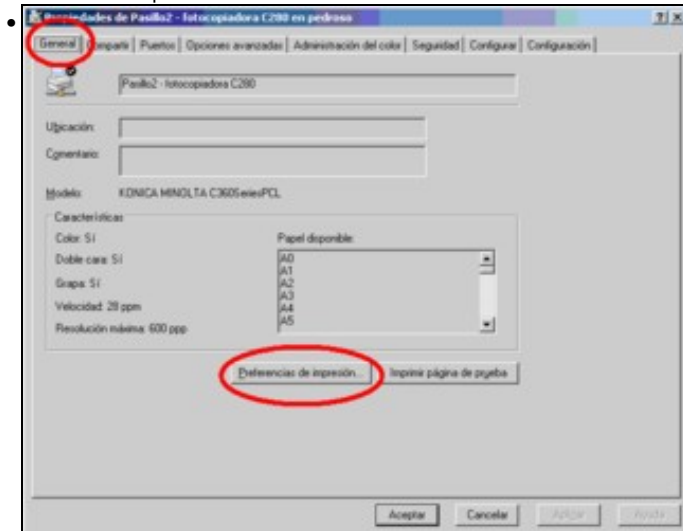 Propiedades de Pasillo2 - fotocopiadora C280 en pedroso
General Compartir Puertos Opciones avanzadas Administración del color Seguridad Configurar Configuración
Pasillo2 - fotocopiadora C280
Ubicación:
Comentario:
Modelo: KONICA MINOLTA C360SeriesPCL
Características
Color: Sí
Papel disponible:
Doble cara: Sí
Grapa: Sí
Velocidad: 28 ppm
Resolución máxima: 600 ppp
A0
A1
A2
A3
A4
A5
Preferencias de impresión... Imprimir página de prueba
Aceptar Cancelar Aplicar Ayuda